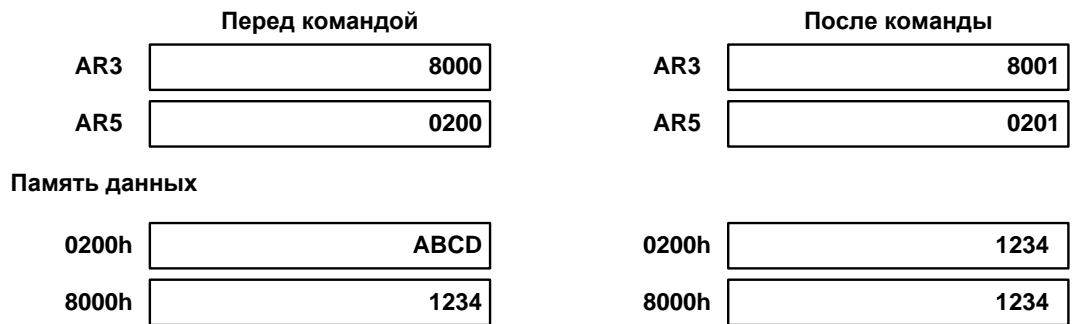 Перед командой После команды
AR3 8000 AR3 8001
AR5 0200 AR5 0201
Память данных
0200h ABCD 0200h 1234
8000h 1234 8000h 1234